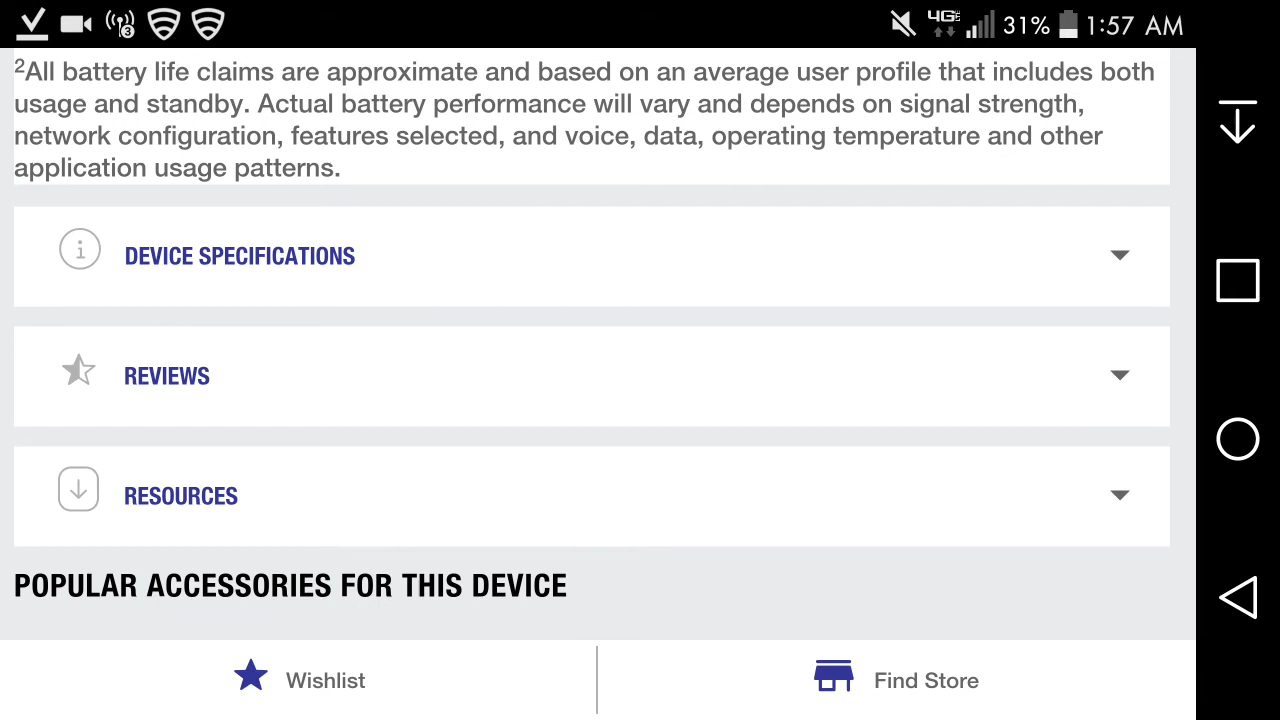 4G LTE 31% 1:57 AM
²All battery life claims are approximate and based on an average user profile that includes both
usage and standby. Actual battery performance will vary and depends on signal strength,
network configuration, features selected, and voice, data, operating temperature and other
application usage patterns.
DEVICE SPECIFICATIONS
REVIEWS
RESOURCES
POPULAR ACCESSORIES FOR THIS DEVICE
Wishlist
Find Store